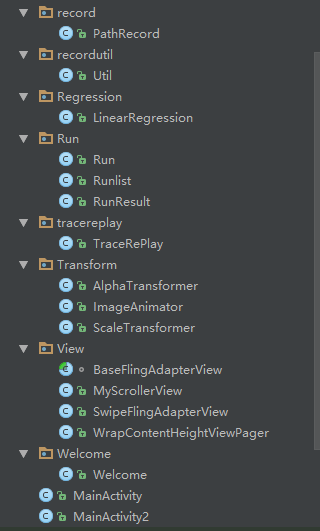 record
PathRecord
recordutil
Util
Regression
LinearRegression
Run
Run
Runlist
RunResult
tracereplay
TraceRePlay
Transform
AlphaTransformer
ImageAnimator
ScaleTransformer
View
BaseFlingAdapterView
MyScrollerView
SwipeFlingAdapterView
WrapContentHeightViewPager
Welcome
Welcome
MainActivity
MainActivity2